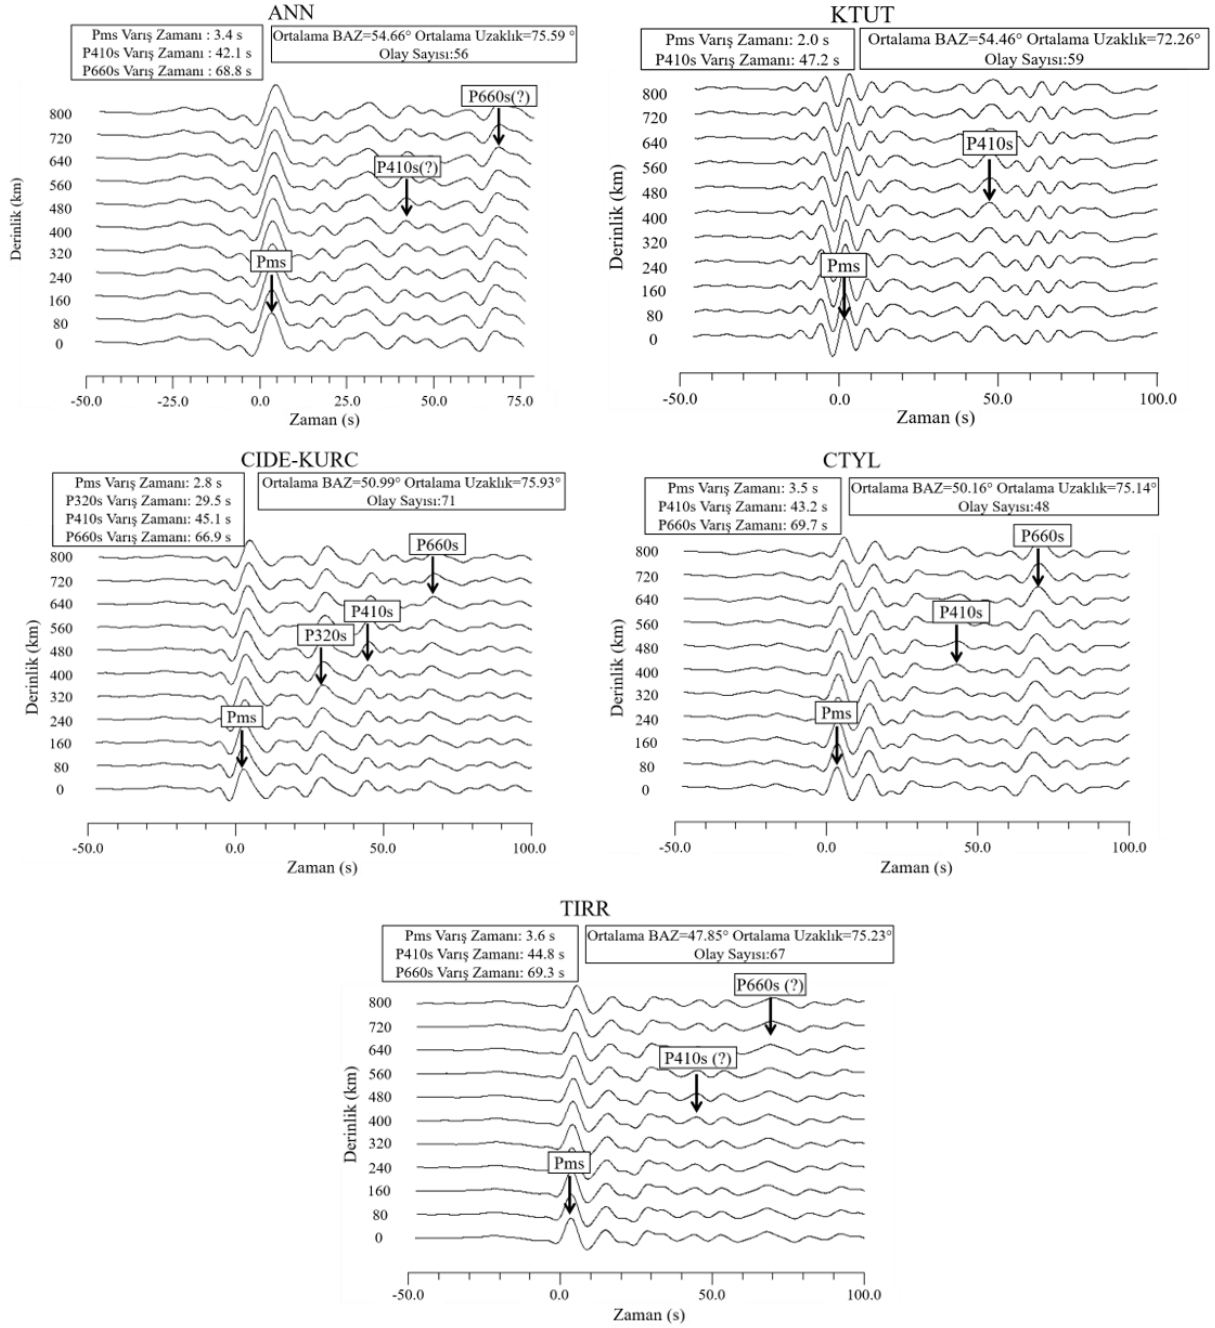 ANN
Pms Varış Zamanı : 3.4 s
P410s Varış Zamanı : 42.1 s
P660s Varış Zamanı : 68.8 s
Ortalama BAZ=54.66° Ortalama Uzaklık=75.59 °
Olay Sayısı:56
P660s(?)
P410s(?)
Pms
800
720
640
560
480
400
320
240
160
80
0
Derinlik (km)
-50.0 -25.0 0.0 25.0 50.0 75.0
Zaman (s)
KTUT
Pms Varış Zamanı: 2.0 s
P410s Varış Zamanı: 47.2 s
Ortalama BAZ=54.46° Ortalama Uzaklık=72.26°
Olay Sayısı:59
P410s
Pms
800
720
640
560
480
400
320
240
160
80
0
Derinlik (km)
-50.0 0.0 50.0 100.0
Zaman (s)
CIDE-KURC
Pms Varış Zamanı: 2.8 s
P320s Varış Zamanı: 29.5 s
P410s Varış Zamanı: 45.1 s
P660s Varış Zamanı: 66.9 s
Ortalama BAZ=50.99° Ortalama Uzaklık=75.93°
Olay Sayısı:71
P660s
P410s
P320s
Pms
800
720
640
560
480
400
320
240
160
80
0
Derinlik (km)
-50.0 0.0 50.0 100.0
Zaman (s)
CTYL
Pms Varış Zamanı: 3.5 s
P410s Varış Zamanı: 43.2 s
P660s Varış Zamanı: 69.7 s
Ortalama BAZ=50.16° Ortalama Uzaklık=75.14°
Olay Sayısı:48
P660s
P410s
Pms
800
720
640
560
480
400
320
240
160
80
0
Derinlik (km)
-50.0 0.0 50.0 100.0
Zaman (s)
TIRR
Pms Varış Zamanı: 3.6 s
P410s Varış Zamanı: 44.8 s
P660s Varış Zamanı: 69.3 s
Ortalama BAZ=47.85° Ortalama Uzaklık=75.23°
Olay Sayısı:67
P660s (?)
P410s (?)
Pms
800
720
640
560
480
400
320
240
160
80
0
Derinlik (km)
-50.0 0.0 50.0 100.0
Zaman (s)